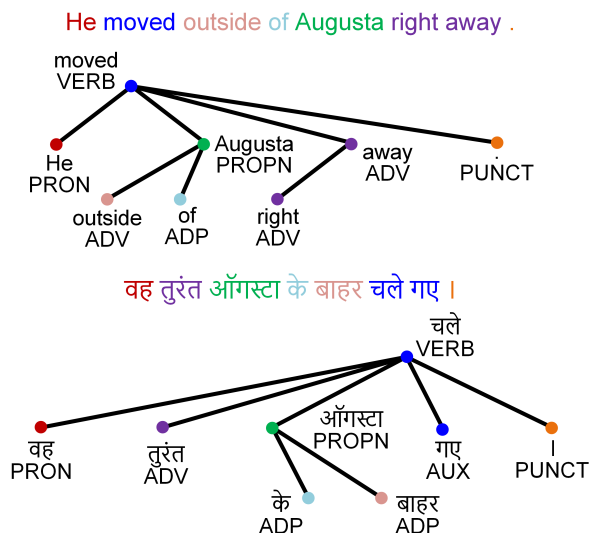 He moved outside of Augusta right away .
moved
VERB
He
PRON
Augusta
PROPN
away
ADV
.
PUNCT
outside
ADV
of
ADP
right
ADV
वह तुरंत ऑगस्टा के बाहर चले गए ।
चले
VERB
वह
PRON
तुरंत
ADV
ऑगस्टा
PROPN
गए
AUX
।
PUNCT
के
ADP
बाहर
ADP